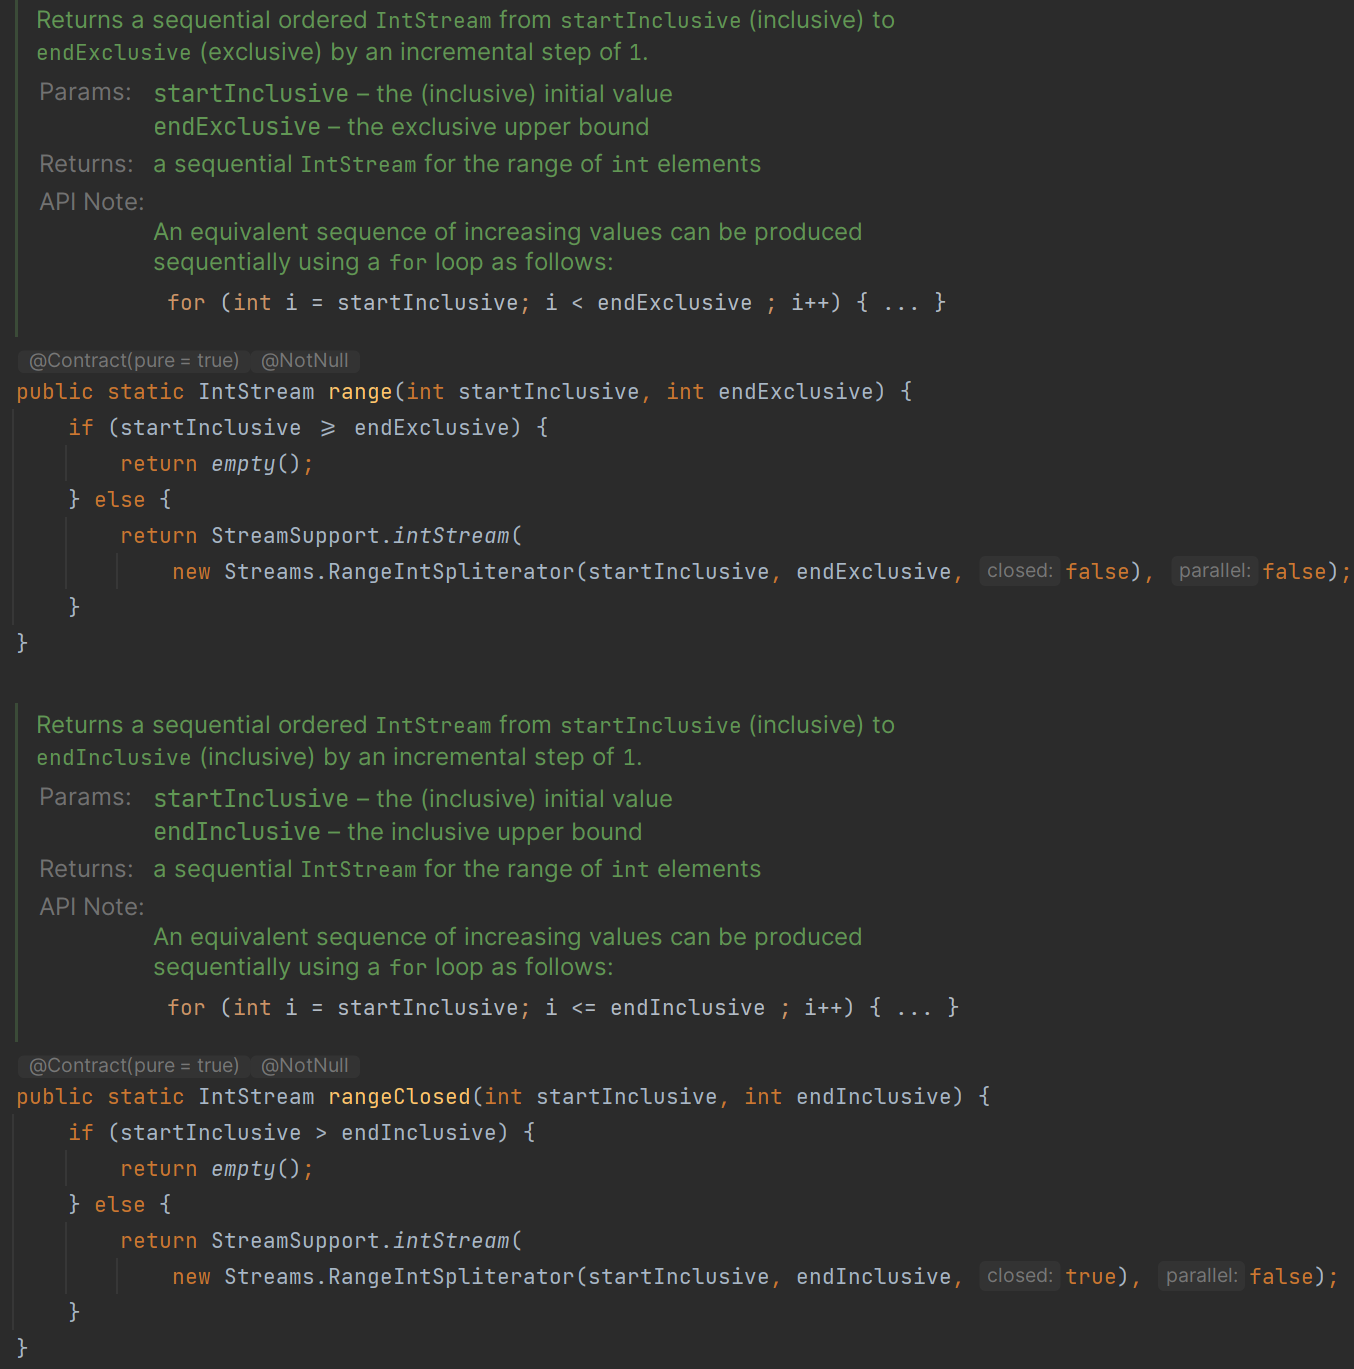 Returns a sequential ordered IntStream from startInclusive (inclusive) to
endExclusive (exclusive) by an incremental step of 1.
Params: startInclusive – the (inclusive) initial value
endExclusive – the exclusive upper bound
Returns: a sequential IntStream for the range of int elements
API Note:
An equivalent sequence of increasing values can be produced
sequentially using a for loop as follows:
for (int i = startInclusive; i < endExclusive ; i++) { ... }
@Contract(pure = true) @NotNull
public static IntStream range(int startInclusive, int endExclusive) {
if (startInclusive ⩾ endExclusive) {
return empty();
} else {
return StreamSupport.intStream(
new Streams.RangeIntSpliterator(startInclusive, endExclusive, closed: false), parallel: false);
}
}
Returns a sequential ordered IntStream from startInclusive (inclusive) to
endInclusive (inclusive) by an incremental step of 1.
Params: startInclusive – the (inclusive) initial value
endInclusive – the inclusive upper bound
Returns: a sequential IntStream for the range of int elements
API Note:
An equivalent sequence of increasing values can be produced
sequentially using a for loop as follows:
for (int i = startInclusive; i <= endInclusive ; i++) { ... }
@Contract(pure = true) @NotNull
public static IntStream rangeClosed(int startInclusive, int endInclusive) {
if (startInclusive > endInclusive) {
return empty();
} else {
return StreamSupport.intStream(
new Streams.RangeIntSpliterator(startInclusive, endInclusive, closed: true), parallel: false);
}
}